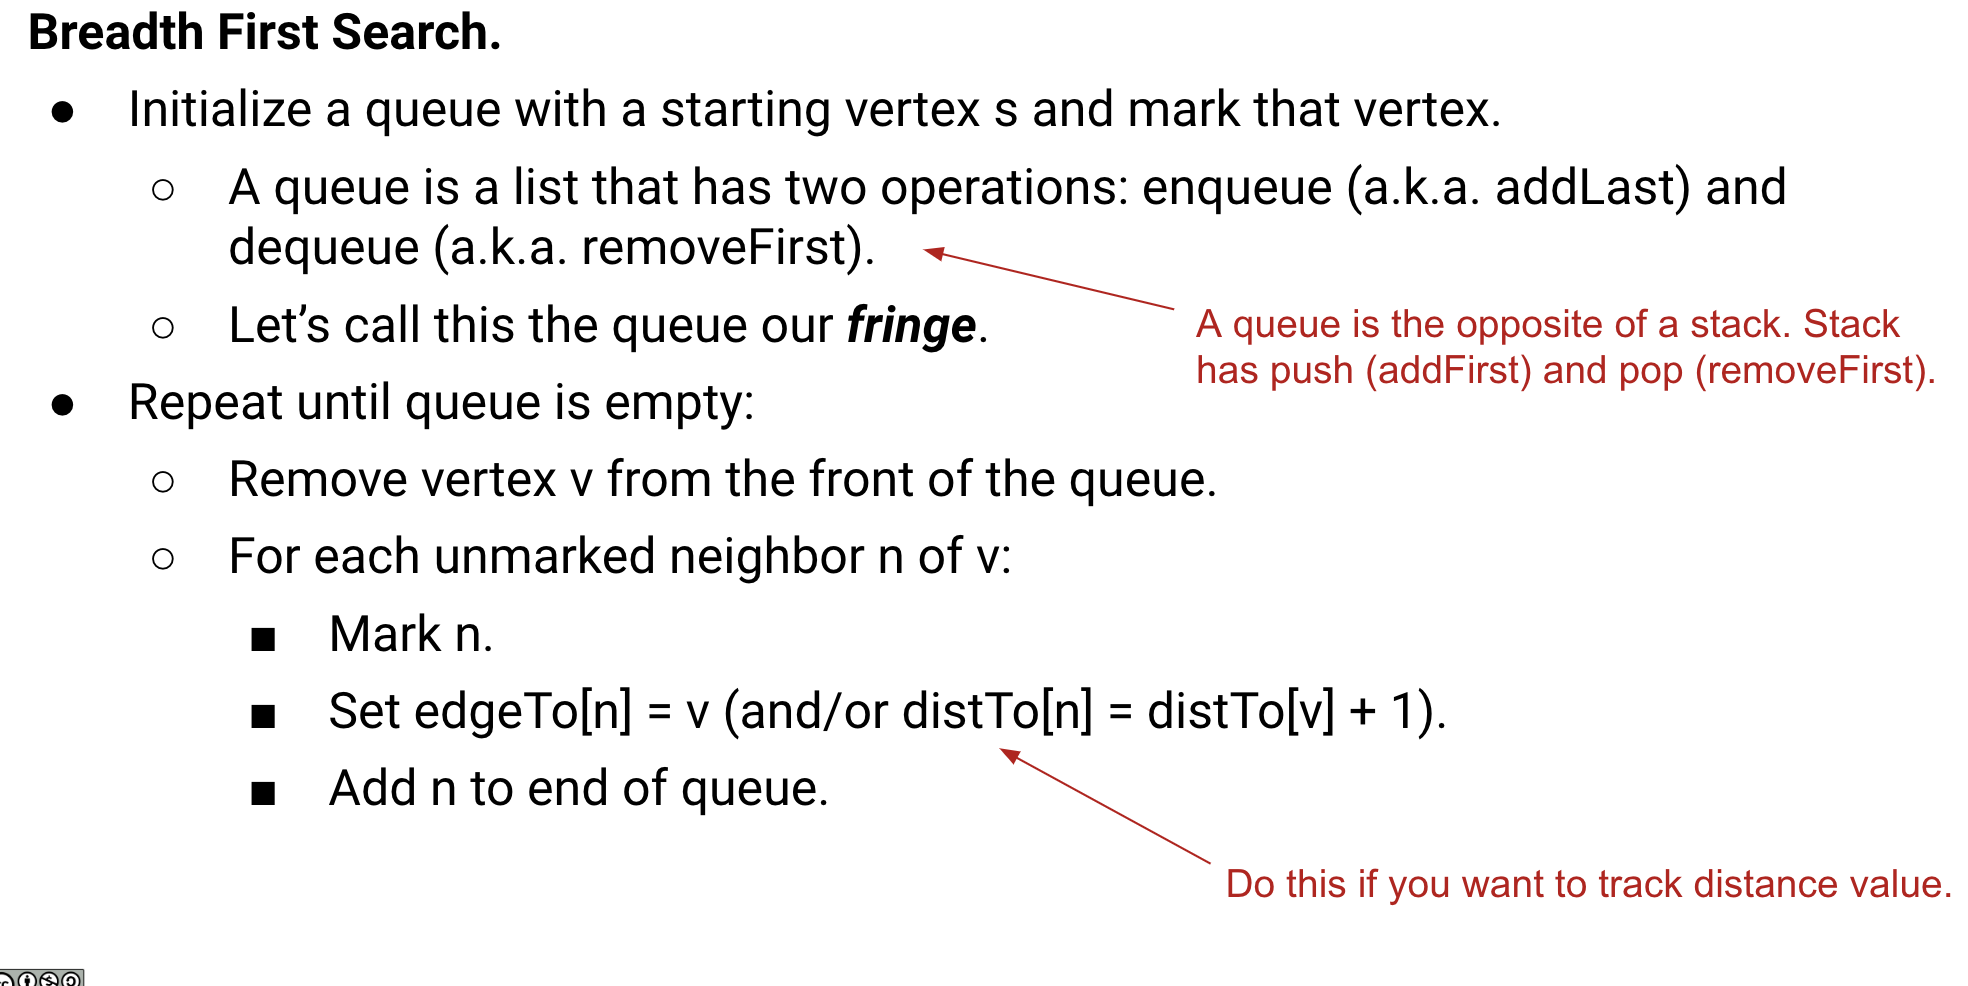 Breadth First Search.
● Initialize a queue with a starting vertex s and mark that vertex.
○ A queue is a list that has two operations: enqueue (a.k.a. addLast) and
dequeue (a.k.a. removeFirst).
○ Let’s call this the queue our fringe.
A queue is the opposite of a stack. Stack
has push (addFirst) and pop (removeFirst).
● Repeat until queue is empty:
○ Remove vertex v from the front of the queue.
○ For each unmarked neighbor n of v:
■ Mark n.
■ Set edgeTo[n] = v (and/or distTo[n] = distTo[v] + 1).
■ Add n to end of queue.
Do this if you want to track distance value.